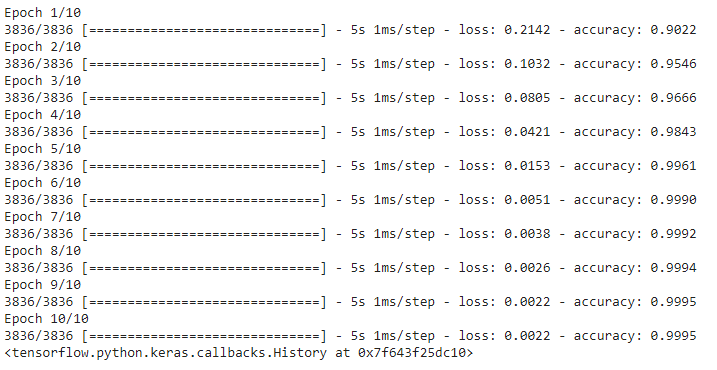 Epoch 1/10
3836/3836 [==============================] - 5s 1ms/step - loss: 0.2142 - accuracy: 0.9022
Epoch 2/10
3836/3836 [==============================] - 5s 1ms/step - loss: 0.1032 - accuracy: 0.9546
Epoch 3/10
3836/3836 [==============================] - 5s 1ms/step - loss: 0.0805 - accuracy: 0.9666
Epoch 4/10
3836/3836 [==============================] - 5s 1ms/step - loss: 0.0421 - accuracy: 0.9843
Epoch 5/10
3836/3836 [==============================] - 5s 1ms/step - loss: 0.0153 - accuracy: 0.9961
Epoch 6/10
3836/3836 [==============================] - 5s 1ms/step - loss: 0.0051 - accuracy: 0.9990
Epoch 7/10
3836/3836 [==============================] - 5s 1ms/step - loss: 0.0038 - accuracy: 0.9992
Epoch 8/10
3836/3836 [==============================] - 5s 1ms/step - loss: 0.0026 - accuracy: 0.9994
Epoch 9/10
3836/3836 [==============================] - 5s 1ms/step - loss: 0.0022 - accuracy: 0.9995
Epoch 10/10
3836/3836 [==============================] - 5s 1ms/step - loss: 0.0022 - accuracy: 0.9995
<tensorflow.python.keras.callbacks.History at 0x7f643f25dc10>